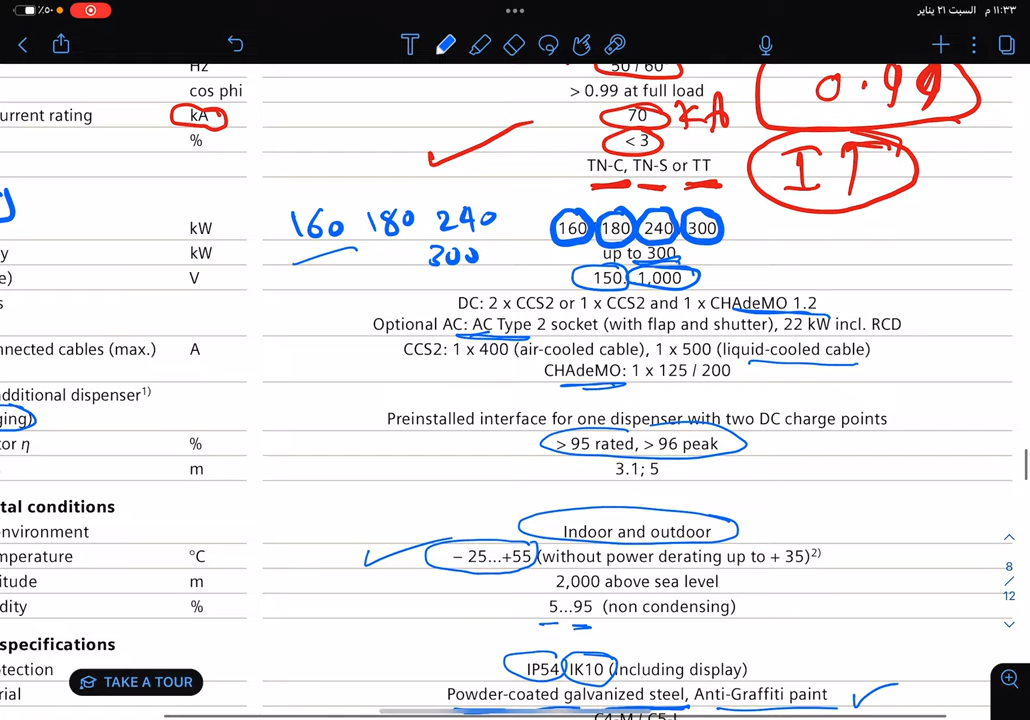 ٪٥٠ ١١:٣٣ م السبت ٢١ يناير
Hz 50 / 60
cos phi > 0.99 at full load 0.99
urrent rating kA 70 KA
% < 3
TN-C, TN-S or TT IT
kW 160 180 240 160 180 240 300
300
y kW up to 300
e) V 150 1,000
s DC: 2 x CCS2 or 1 x CCS2 and 1 x CHAdeMO 1.2
Optional AC: AC Type 2 socket (with flap and shutter), 22 kW incl. RCD
nnected cables (max.) A CCS2: 1 x 400 (air-cooled cable), 1 x 500 (liquid-cooled cable)
CHAdeMO: 1 x 125 / 200
additional dispenser1)
ging) Preinstalled interface for one dispenser with two DC charge points
tor η % > 95 rated, > 96 peak
s m 3.1; 5
tal conditions
environment Indoor and outdoor
mperature °C – 25...+55 (without power derating up to + 35)2)
itude m 2,000 above sea level
idity % 5...95 (non condensing)
8
/
12
specifications
otection IP54 IK10 (including display)
TAKE A TOUR
rial Powder-coated galvanized steel, Anti-Graffiti paint
C4-M / C5-I